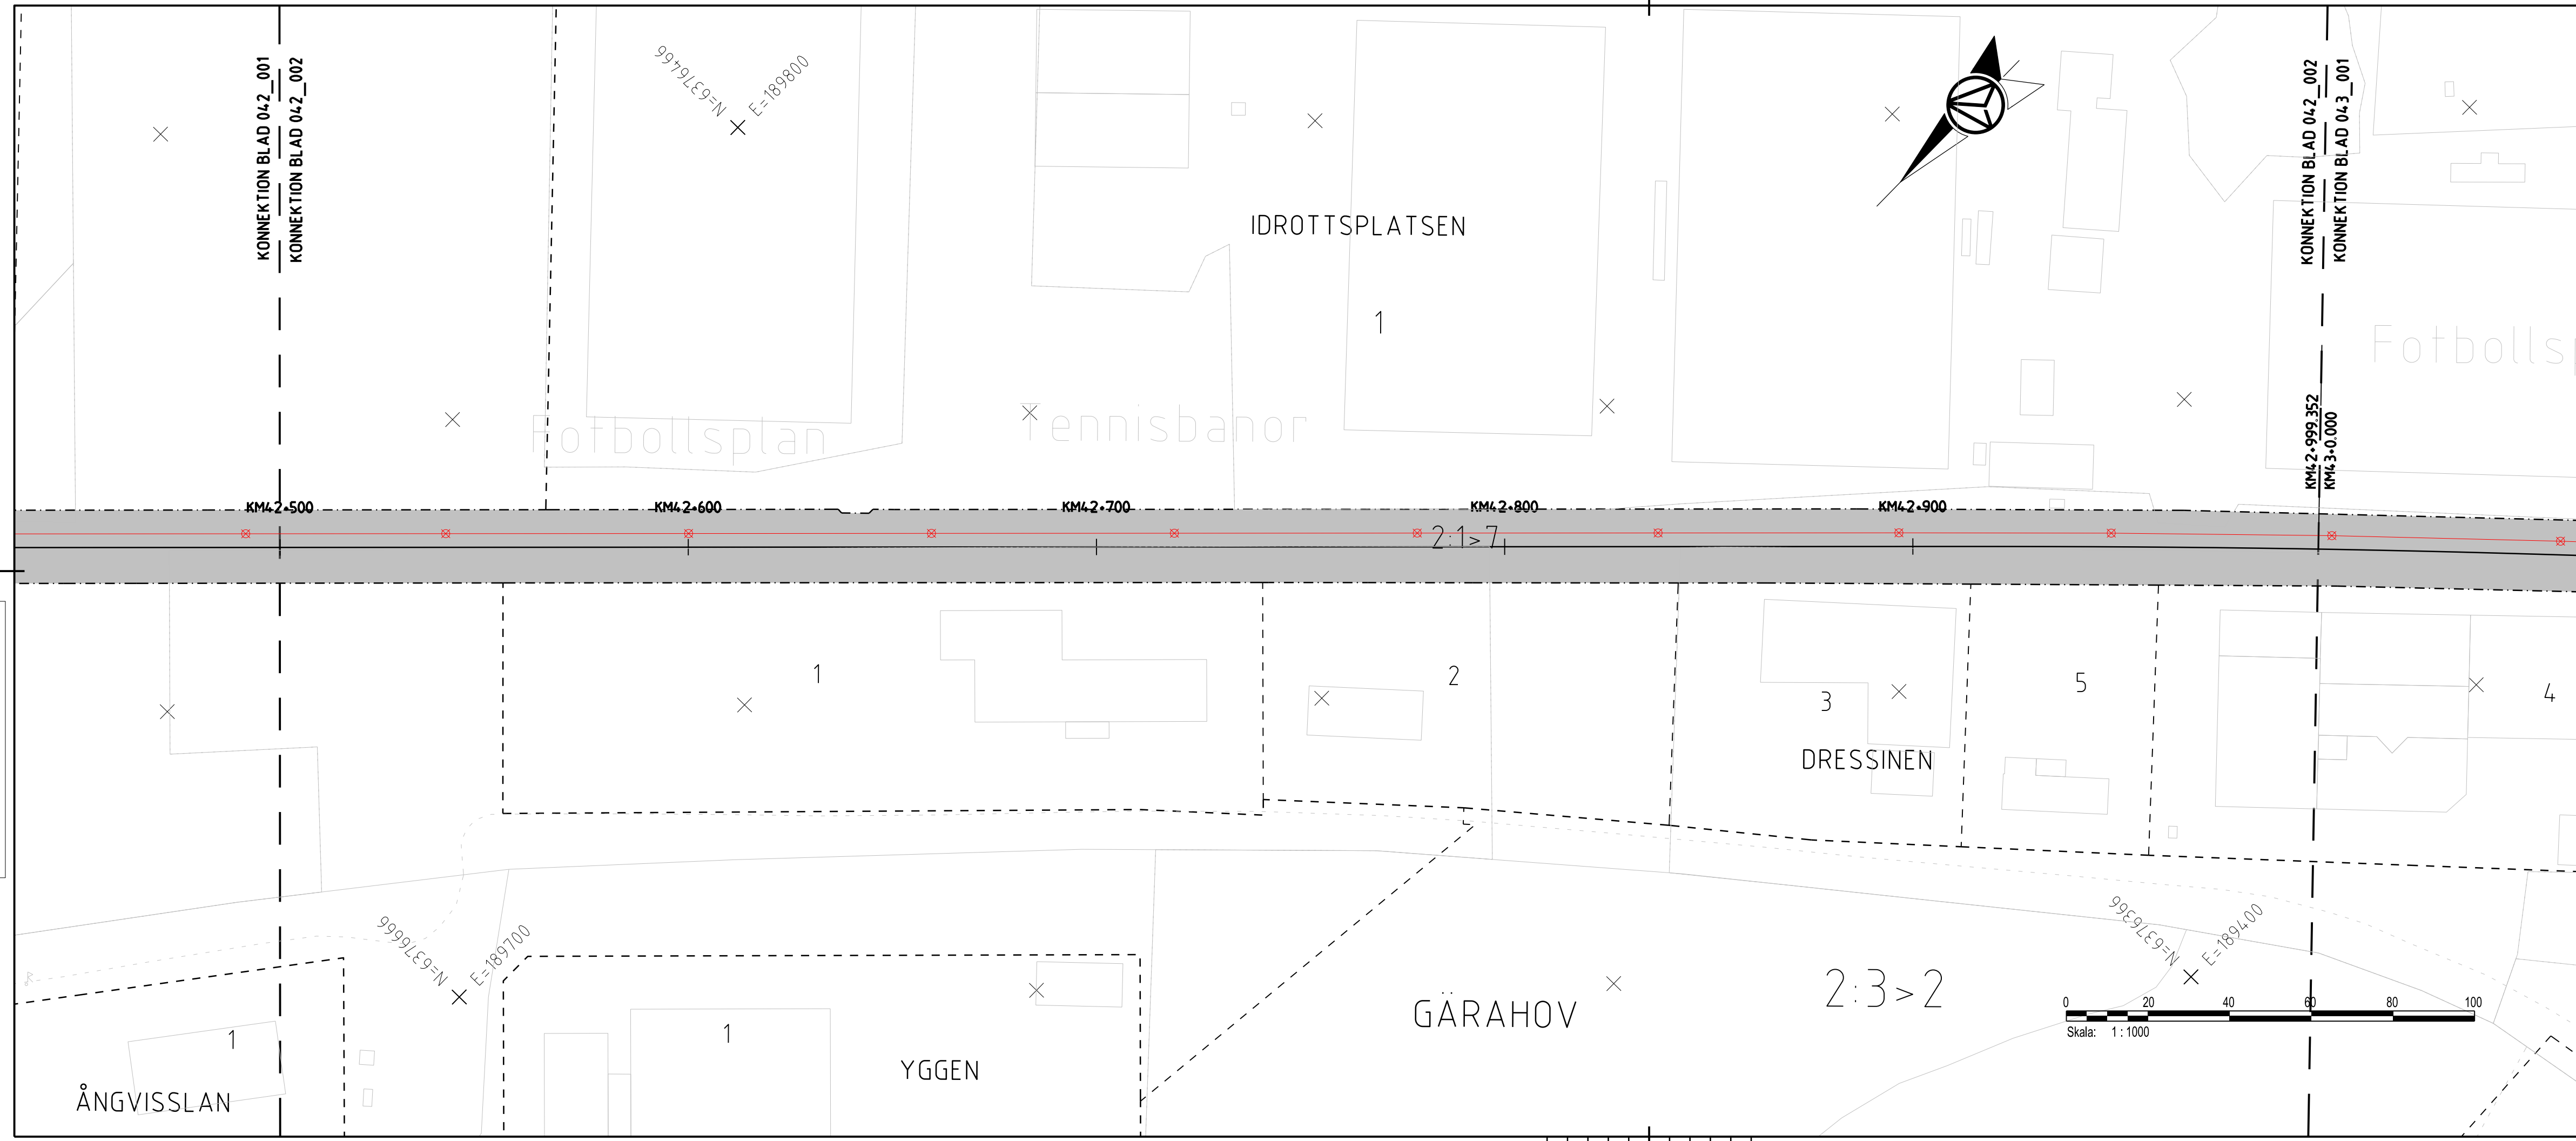 KONNEKTION BLAD 042_001
KONNEKTION BLAD 042_002
N=6376466
E=189800
KONNEKTION BLAD 042_002
KONNEKTION BLAD 043_001
IDROTTSPLATSEN
1
Fotbollsp
Fotbollsplan
Tennisbanor
KM42+999.352
KM43+0.000
KM42+500
KM42+600
KM42+700
KM42+800
KM42+900
2:1>7
1
2
3
5
4
DRESSINEN
N=6376666
E=189700
N=6376366
E=189400
GÄRAHOV
2:3>2
0 20 40 60 80 100
Skala: 1 : 1000
1
1
YGGEN
ÅNGVISSLAN